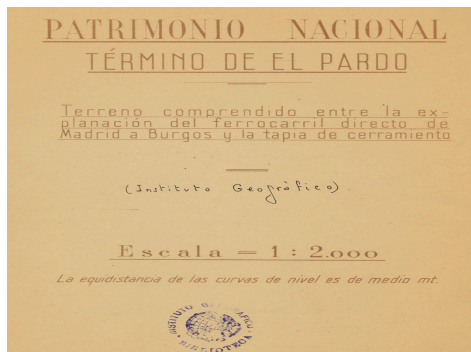 PATRIMONIO NACIONAL
TÉRMINO DE EL PARDO
Terreno comprendido entre la ex-
planación del ferrocarril directo de
Madrid a Burgos y la tapia de cerramiento
(Instituto Geográfico)
Escala = 1 : 2.000
La equidistancia de las curvas de nivel es de medio mt.
INSTITUTO GEOGRAFICO
BIBLIOTECA